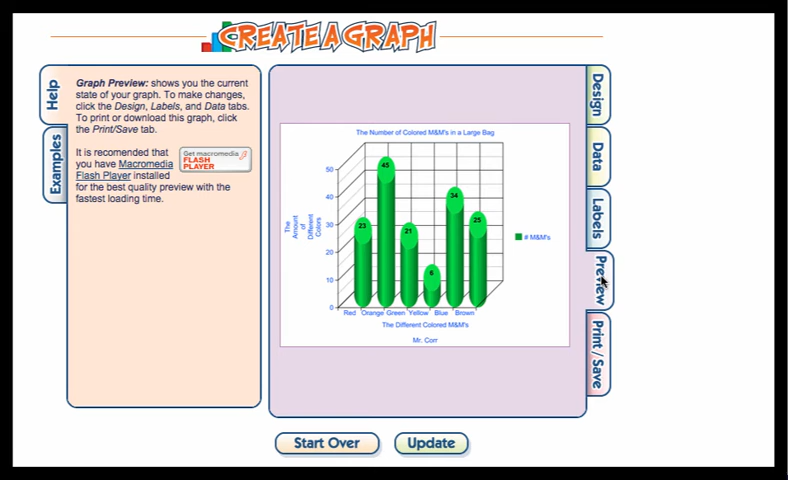 CREATE A GRAPH
Help
Examples
Graph Preview: shows you the current
state of your graph. To make changes,
click the Design, Labels, and Data tabs.
To print or download this graph, click
the Print/Save tab.
It is recomended that
you have Macromedia
Flash Player installed
for the best quality preview with the
fastest loading time.
Get macromedia
FLASH
PLAYER
The Number of Colored M&M's in a Large Bag
The
Amount
of
Different
Colors
50
40
30
20
10
0
23
45
21
6
34
25
# M&M's
Red Orange Green Yellow Blue Brown
The Different Colored M&M's
Mr. Corr
Design
Data
Labels
Preview
Print / Save
Start Over
Update